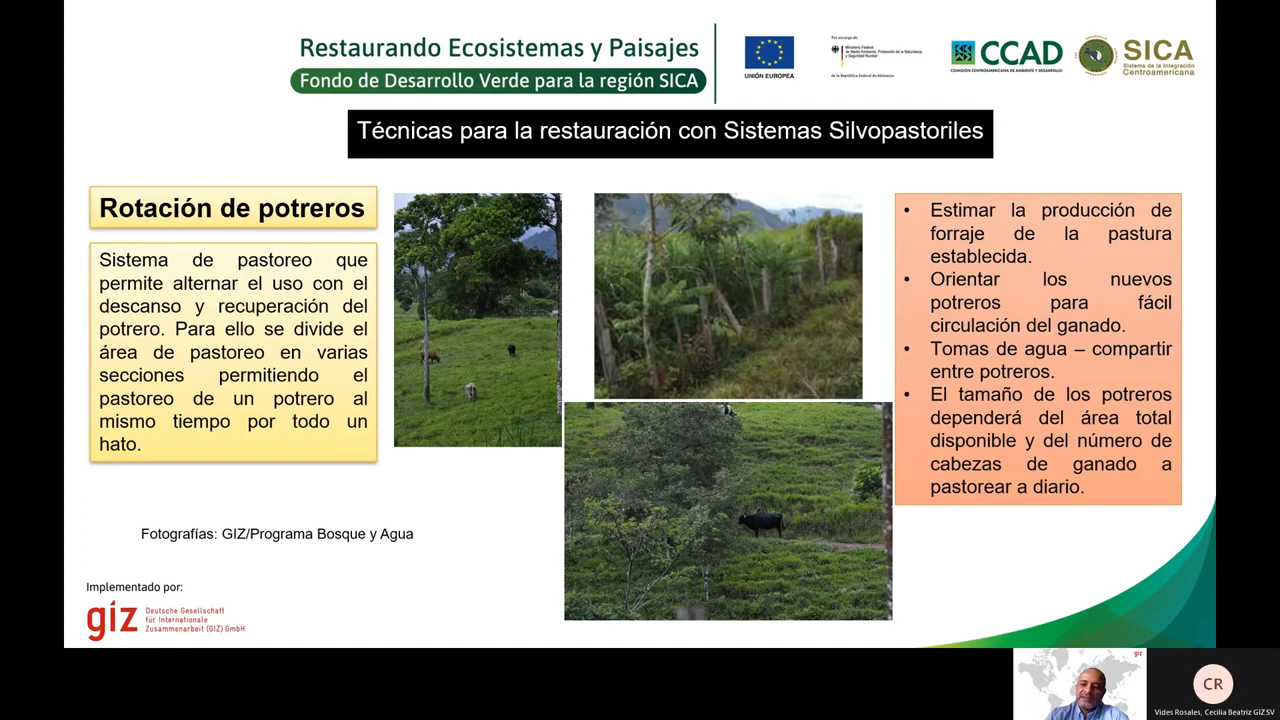 Restaurando Ecosistemas y Paisajes
Fondo de Desarrollo Verde para la región SICA
UNIÓN EUROPEA
Por encargo de:
Ministerio Federal
de Medio Ambiente, Protección de la Naturaleza,
y Seguridad Nuclear
de la República Federal de Alemania
CCAD
COMISIÓN CENTROAMERICANA DE AMBIENTE Y DESARROLLO
SICA
Sistema de la Integración
Centroamericana
Técnicas para la restauración con Sistemas Silvopastoriles
Rotación de potreros
Sistema de pastoreo que
permite alternar el uso con el
descanso y recuperación del
potrero. Para ello se divide el
área de pastoreo en varias
secciones permitiendo el
pastoreo de un potrero al
mismo tiempo por todo un
hato.
• Estimar la producción de
forraje de la pastura
establecida.
• Orientar los nuevos
potreros para fácil
circulación del ganado.
• Tomas de agua – compartir
entre potreros.
• El tamaño de los potreros
dependerá del área total
disponible y del número de
cabezas de ganado a
pastorear a diario.
Fotografías: GIZ/Programa Bosque y Agua
Implementado por:
giz
Deutsche Gesellschaft
für Internationale
Zusammenarbeit (GIZ) GmbH
giz
CR
Vides Rosales, Cecilia Beatriz GIZ SV